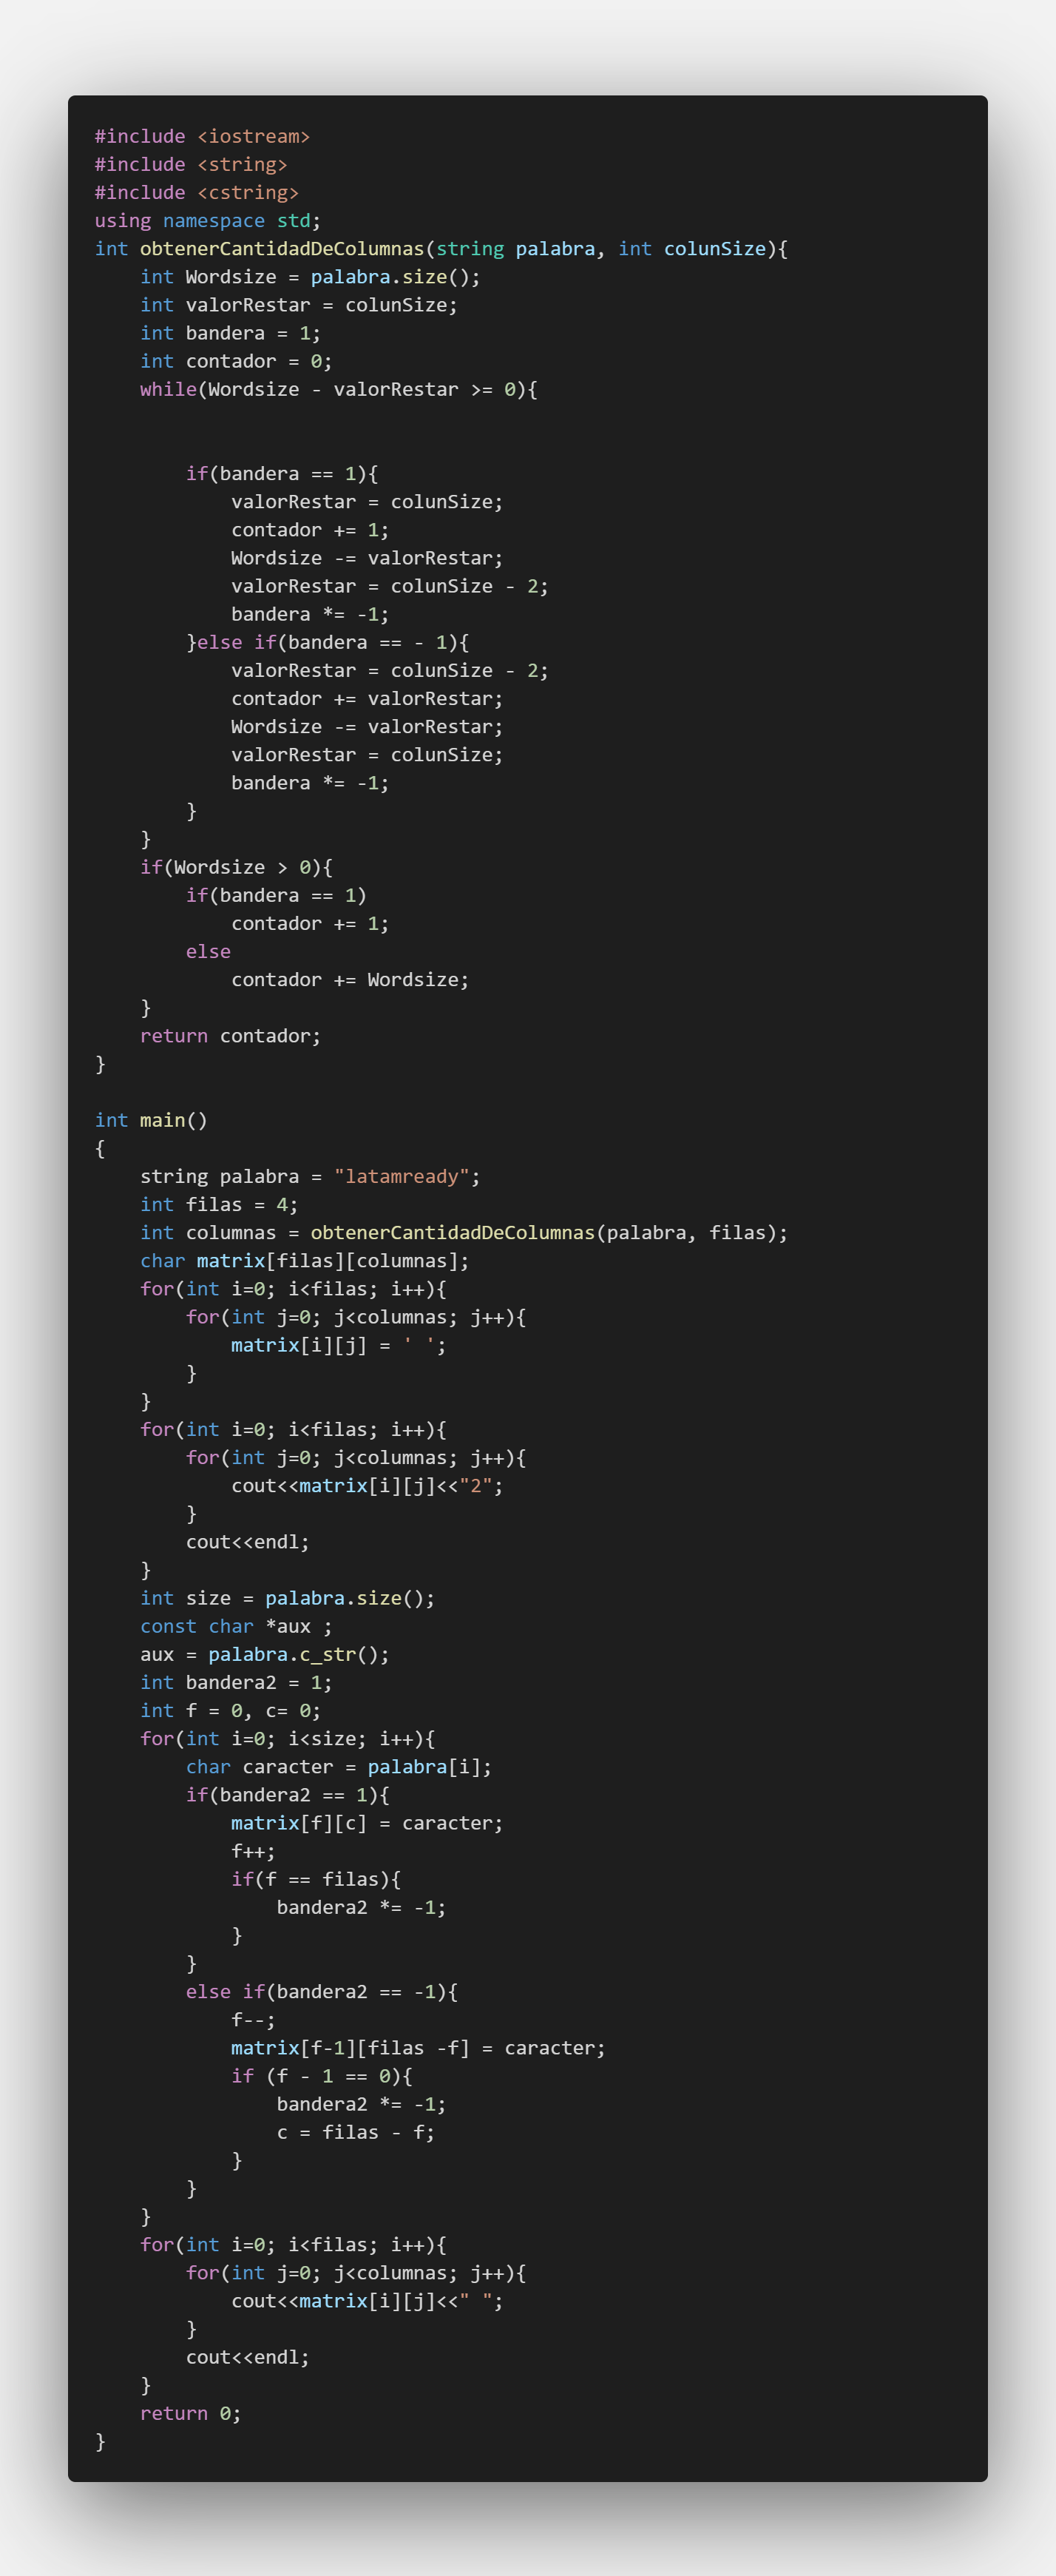 #include <iostream>
#include <string>
#include <cstring>
using namespace std;
int obtenerCantidadDeColumnas(string palabra, int colunSize){
    int Wordsize = palabra.size();
    int valorRestar = colunSize;
    int bandera = 1;
    int contador = 0;
    while(Wordsize - valorRestar >= 0){


        if(bandera == 1){
            valorRestar = colunSize;
            contador += 1;
            Wordsize -= valorRestar;
            valorRestar = colunSize - 2;
            bandera *= -1;
        }else if(bandera == - 1){
            valorRestar = colunSize - 2;
            contador += valorRestar;
            Wordsize -= valorRestar;
            valorRestar = colunSize;
            bandera *= -1;
        }
    }
    if(Wordsize > 0){
        if(bandera == 1)
            contador += 1;
        else
            contador += Wordsize;
    }
    return contador;
}

int main()
{
    string palabra = "latamready";
    int filas = 4;
    int columnas = obtenerCantidadDeColumnas(palabra, filas);
    char matrix[filas][columnas];
    for(int i=0; i<filas; i++){
        for(int j=0; j<columnas; j++){
            matrix[i][j] = ' ';
        }
    }
    for(int i=0; i<filas; i++){
        for(int j=0; j<columnas; j++){
            cout<<matrix[i][j]<<"2";
        }
        cout<<endl;
    }
    int size = palabra.size();
    const char *aux ;
    aux = palabra.c_str();
    int bandera2 = 1;
    int f = 0, c= 0;
    for(int i=0; i<size; i++){
        char caracter = palabra[i];
        if(bandera2 == 1){
            matrix[f][c] = caracter;
            f++;
            if(f == filas){
                bandera2 *= -1;
            }
        }
        else if(bandera2 == -1){
            f--;
            matrix[f-1][filas -f] = caracter;
            if (f - 1 == 0){
                bandera2 *= -1;
                c = filas - f;
            }
        }
    }
    for(int i=0; i<filas; i++){
        for(int j=0; j<columnas; j++){
            cout<<matrix[i][j]<<" ";
        }
        cout<<endl;
    }
    return 0;
}